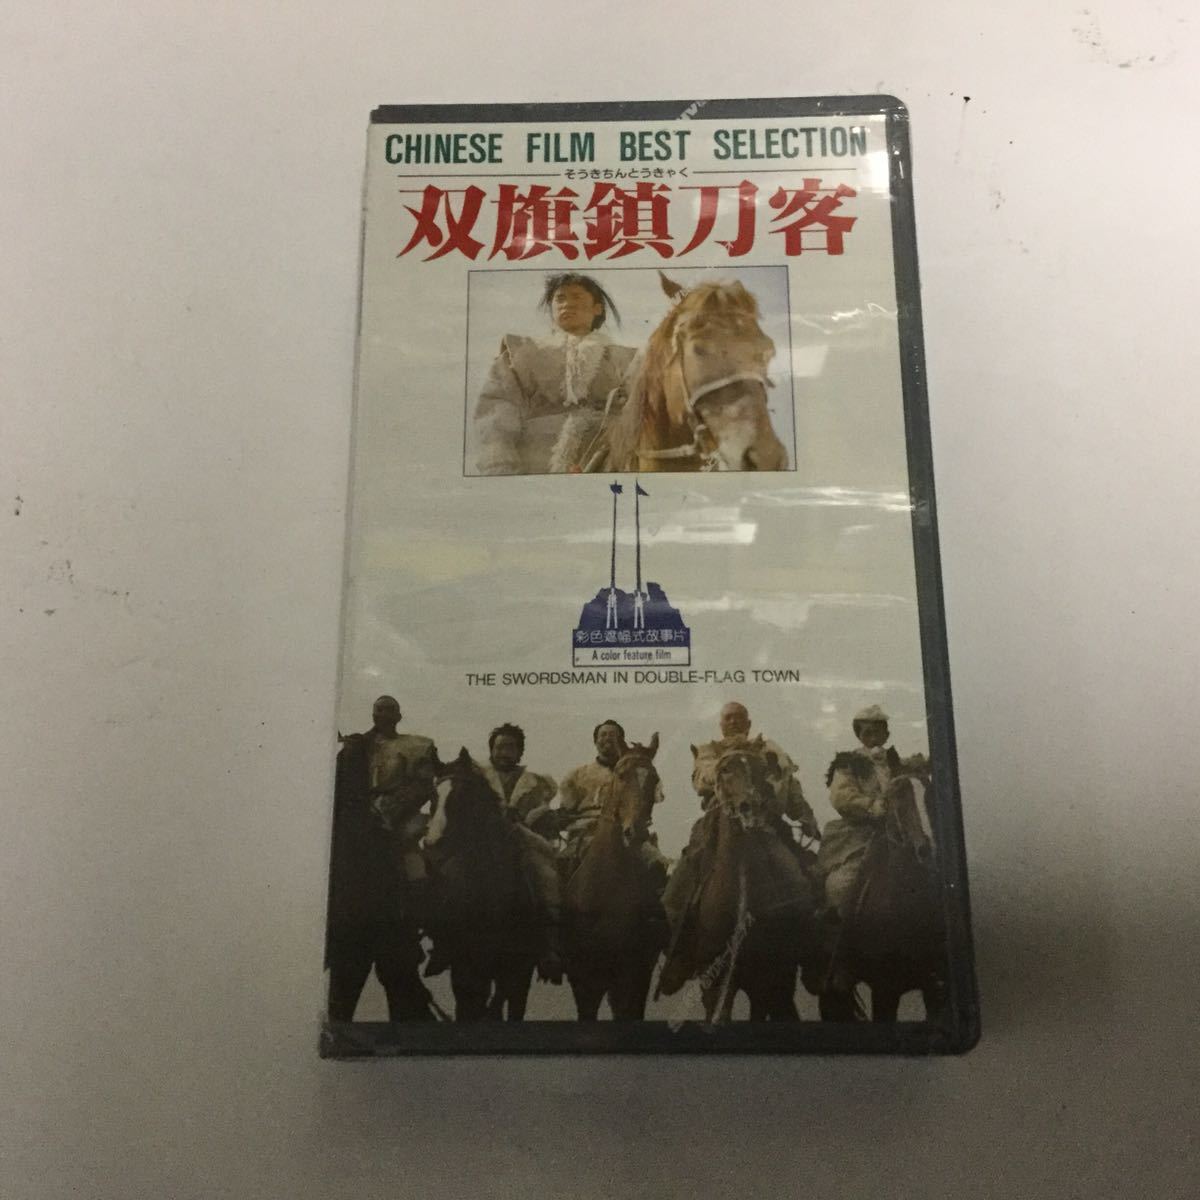 CHINESE FILM BEST SELECTION
そうきちんとうきゃく
双旗鎮刀客
彩色遮幅式故事片
A color feature film
THE SWORDSMAN IN DOUBLE-FLAG TOWN